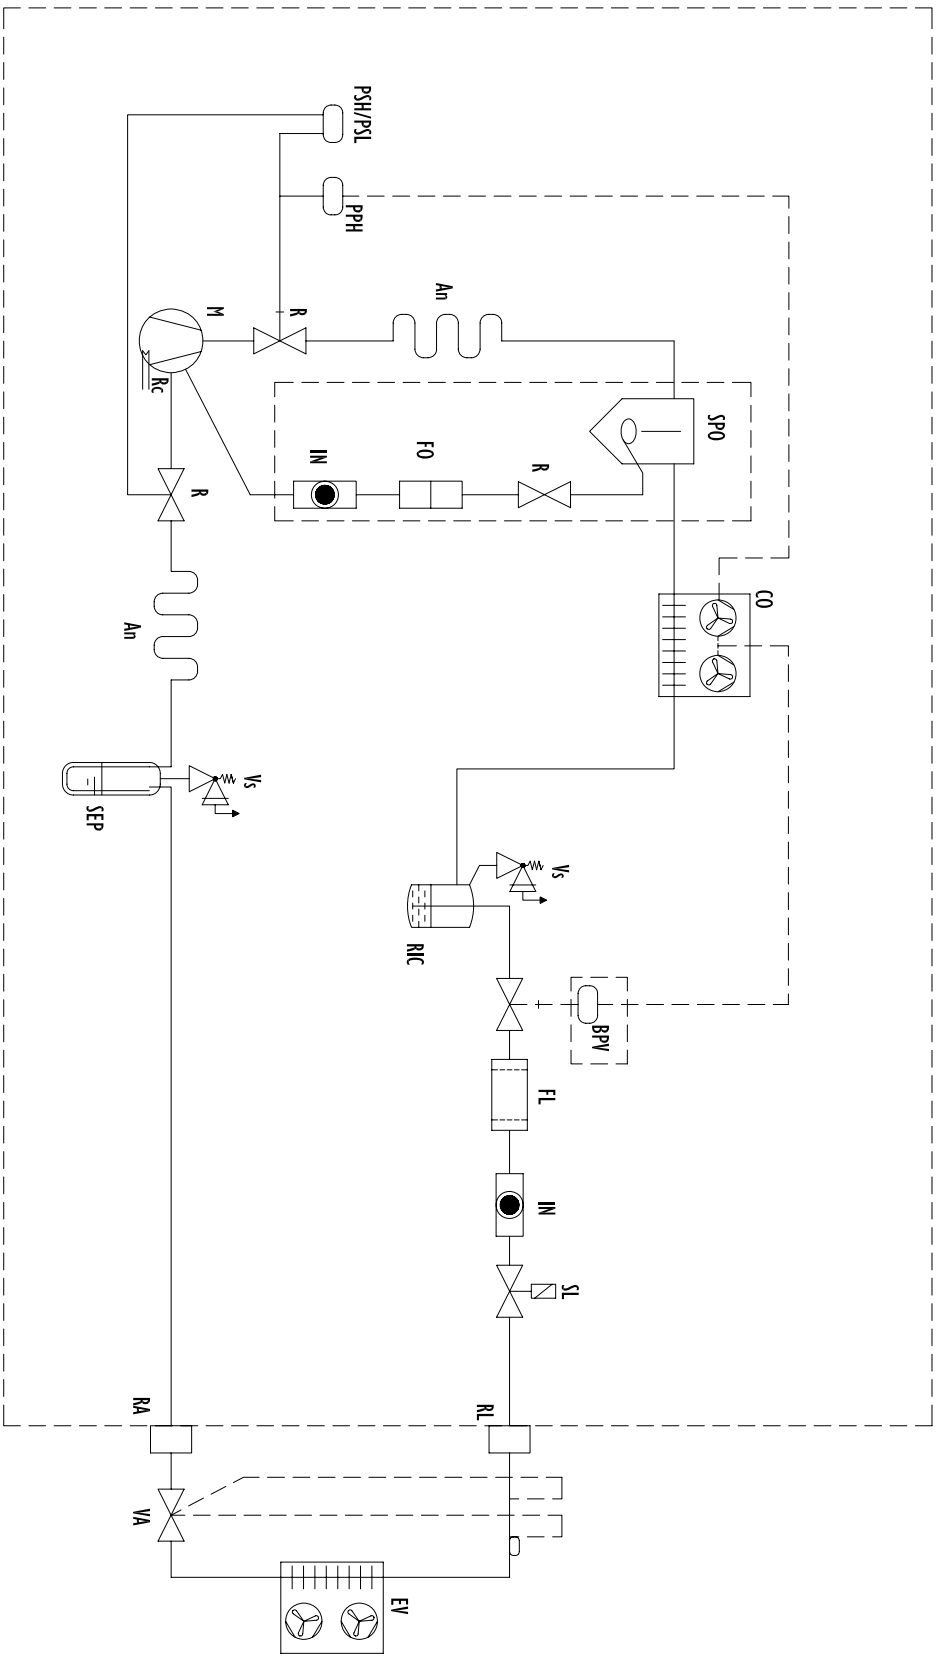 PSH/PSL
PPH
An
R
M
Rc
SPO
IN
FO
R
R
CO
An
Vs
SEP
Vs
RIC
BPV
FL
IN
SL
RA
RL
VA
EV